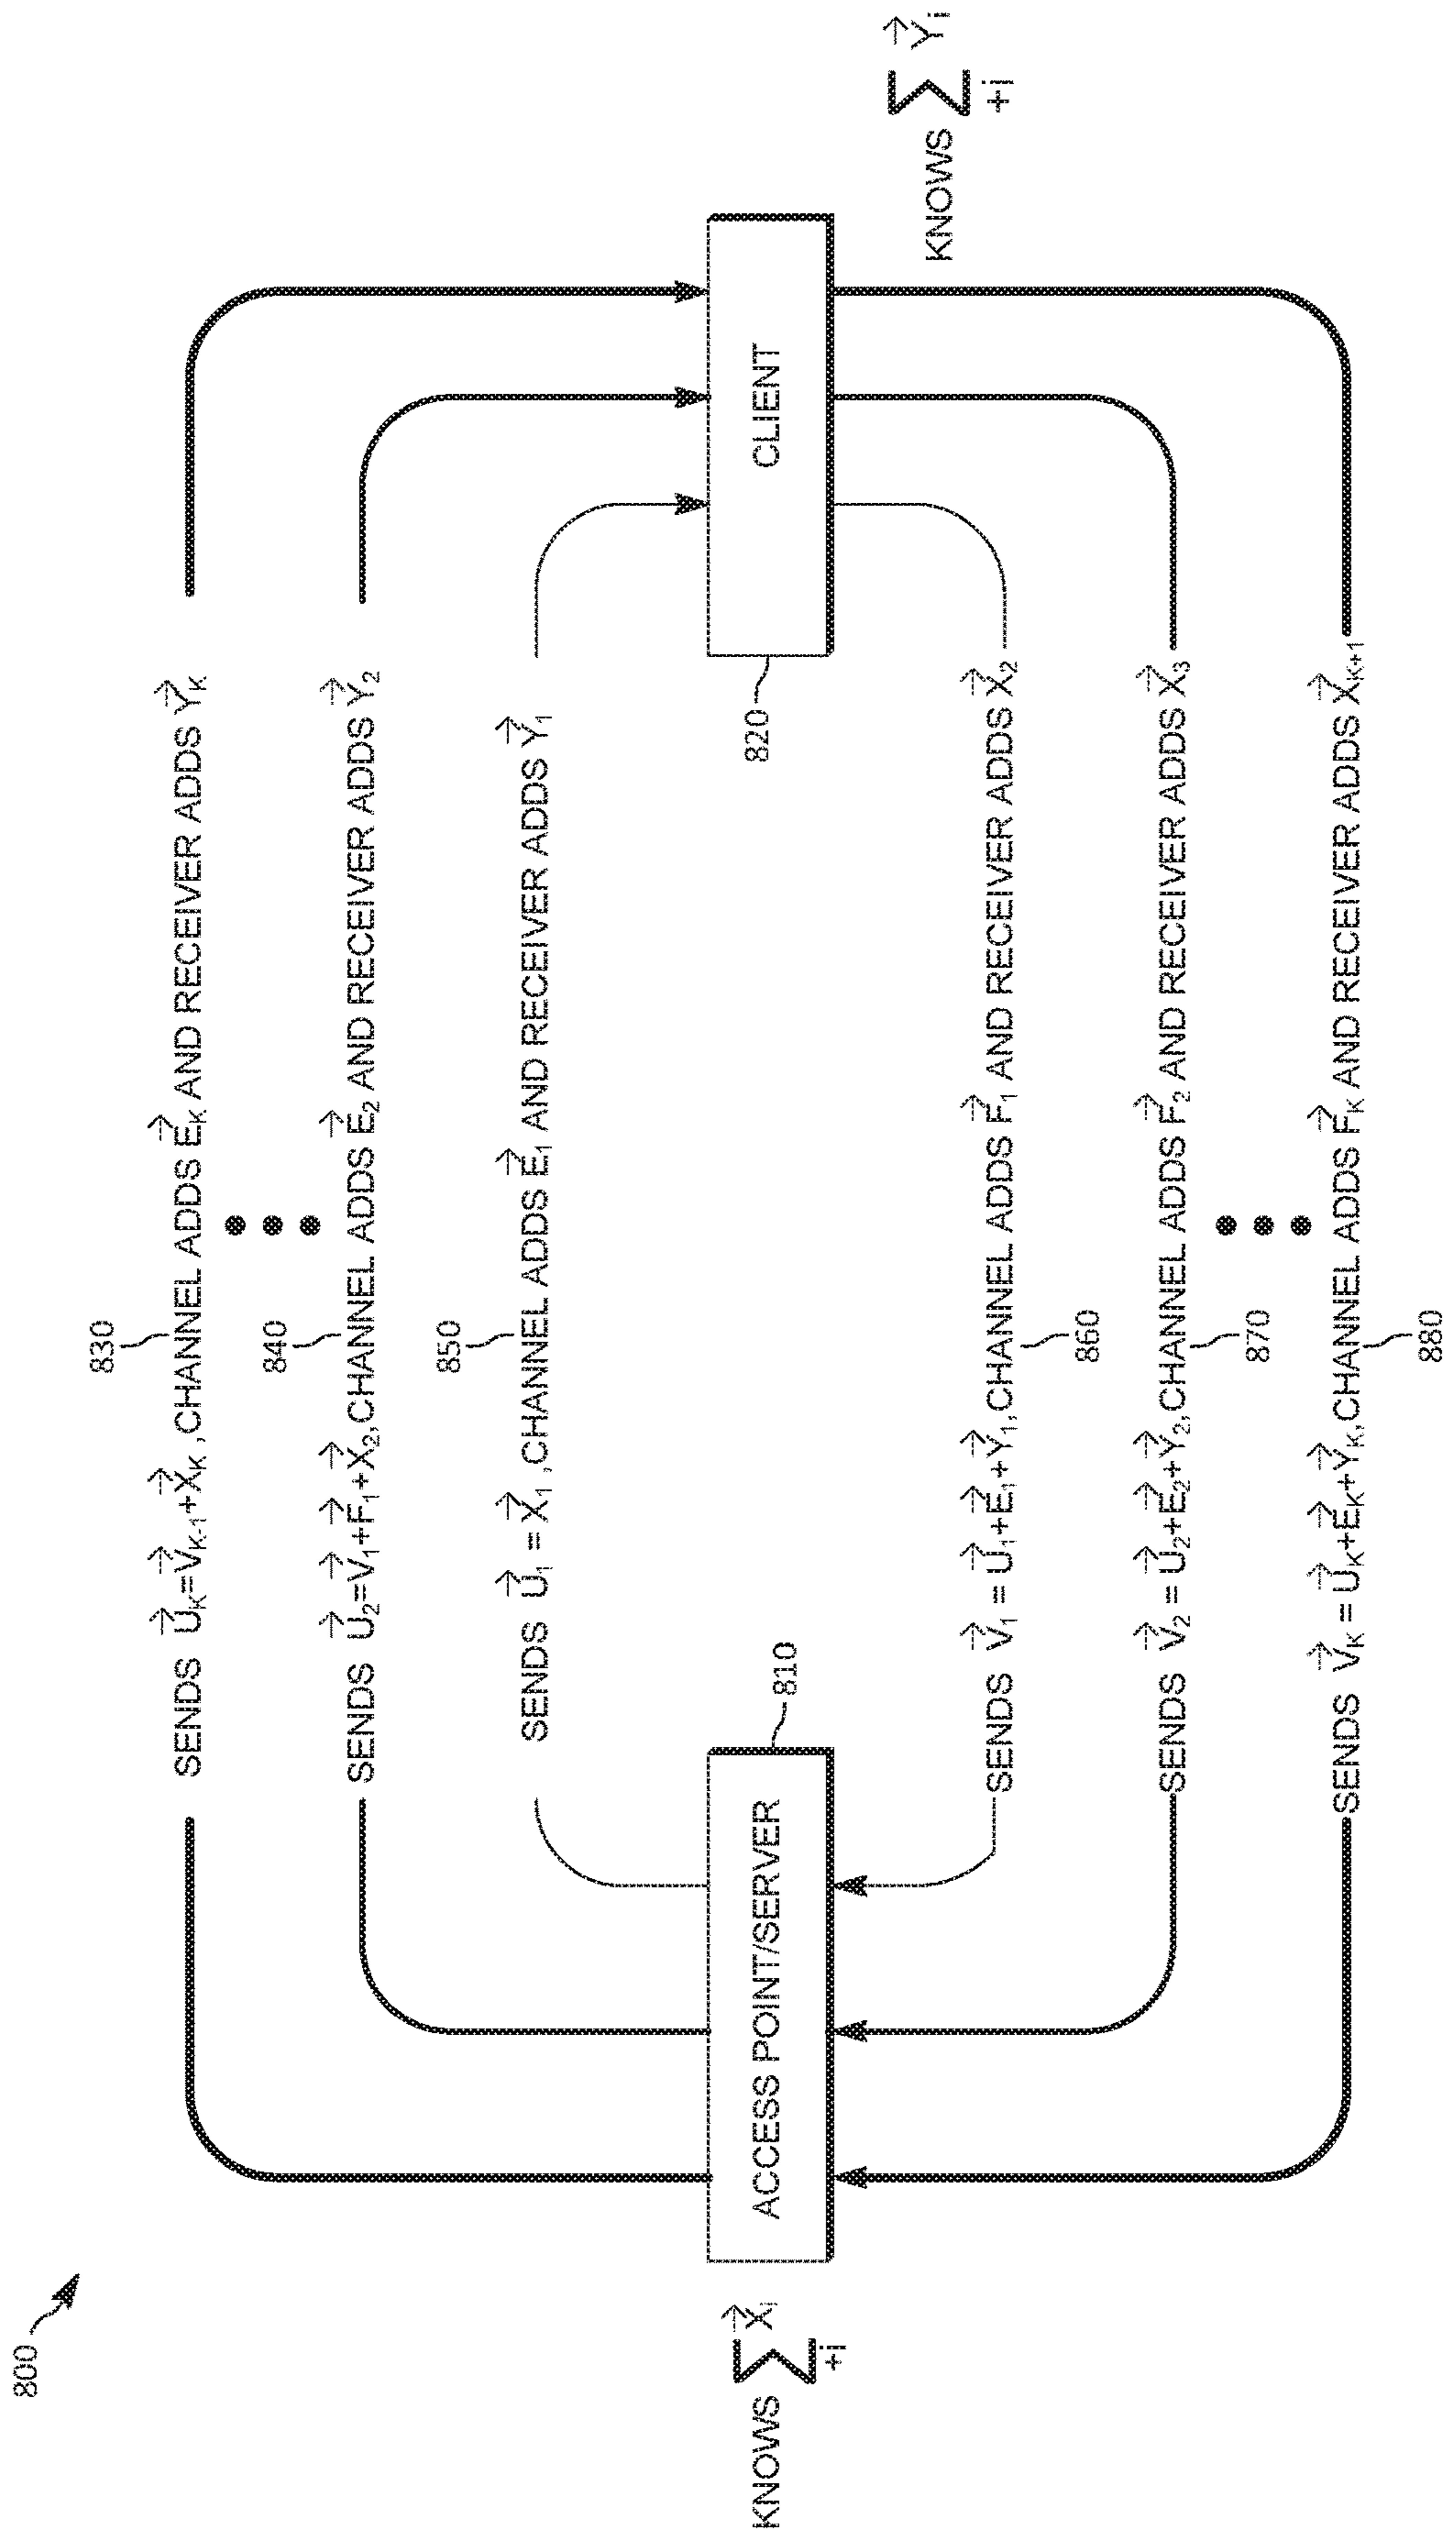 800
830
SENDS U⃗K=V⃗K-1+X⃗K ,CHANNEL ADDS E⃗K AND RECEIVER ADDS Y⃗K
840
SENDS U⃗2=V⃗1+F⃗1+X⃗2,CHANNEL ADDS E⃗2 AND RECEIVER ADDS Y⃗2
850
SENDS U⃗1 = X⃗1 ,CHANNEL ADDS E⃗1 AND RECEIVER ADDS Y⃗1
KNOWS ∑+i X⃗i
ACCESS POINT/SERVER
810
820
CLIENT
KNOWS ∑+i Y⃗i
SENDS V⃗1 = U⃗1+E⃗1+Y⃗1,CHANNEL ADDS F⃗1 AND RECEIVER ADDS X⃗2
860
SENDS V⃗2 = U⃗2+E⃗2+Y⃗2,CHANNEL ADDS F⃗2 AND RECEIVER ADDS X⃗3
870
SENDS V⃗K = U⃗K+E⃗K+Y⃗K,CHANNEL ADDS F⃗K AND RECEIVER ADDS X⃗K+1
880